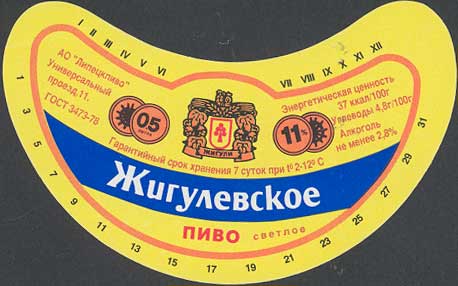 I II III IV V VI
VII VIII IX X XI XII
АО "Липецкпиво"
Универсальный
проезд,11.
ГОСТ 3473-78
05
литра
ЖИГУЛИ
11%
Энергетическая ценность
37 ккал/100г
Углеводы 4,8г/100г
Алкоголь
не менее 2,8%
Гарантийный срок хранения 7 суток при t° 2-12° С
Жигулевское
ПИВО светлое
1 3 5 7 9 11 13 15 17 19 21 23 25 27 29 31